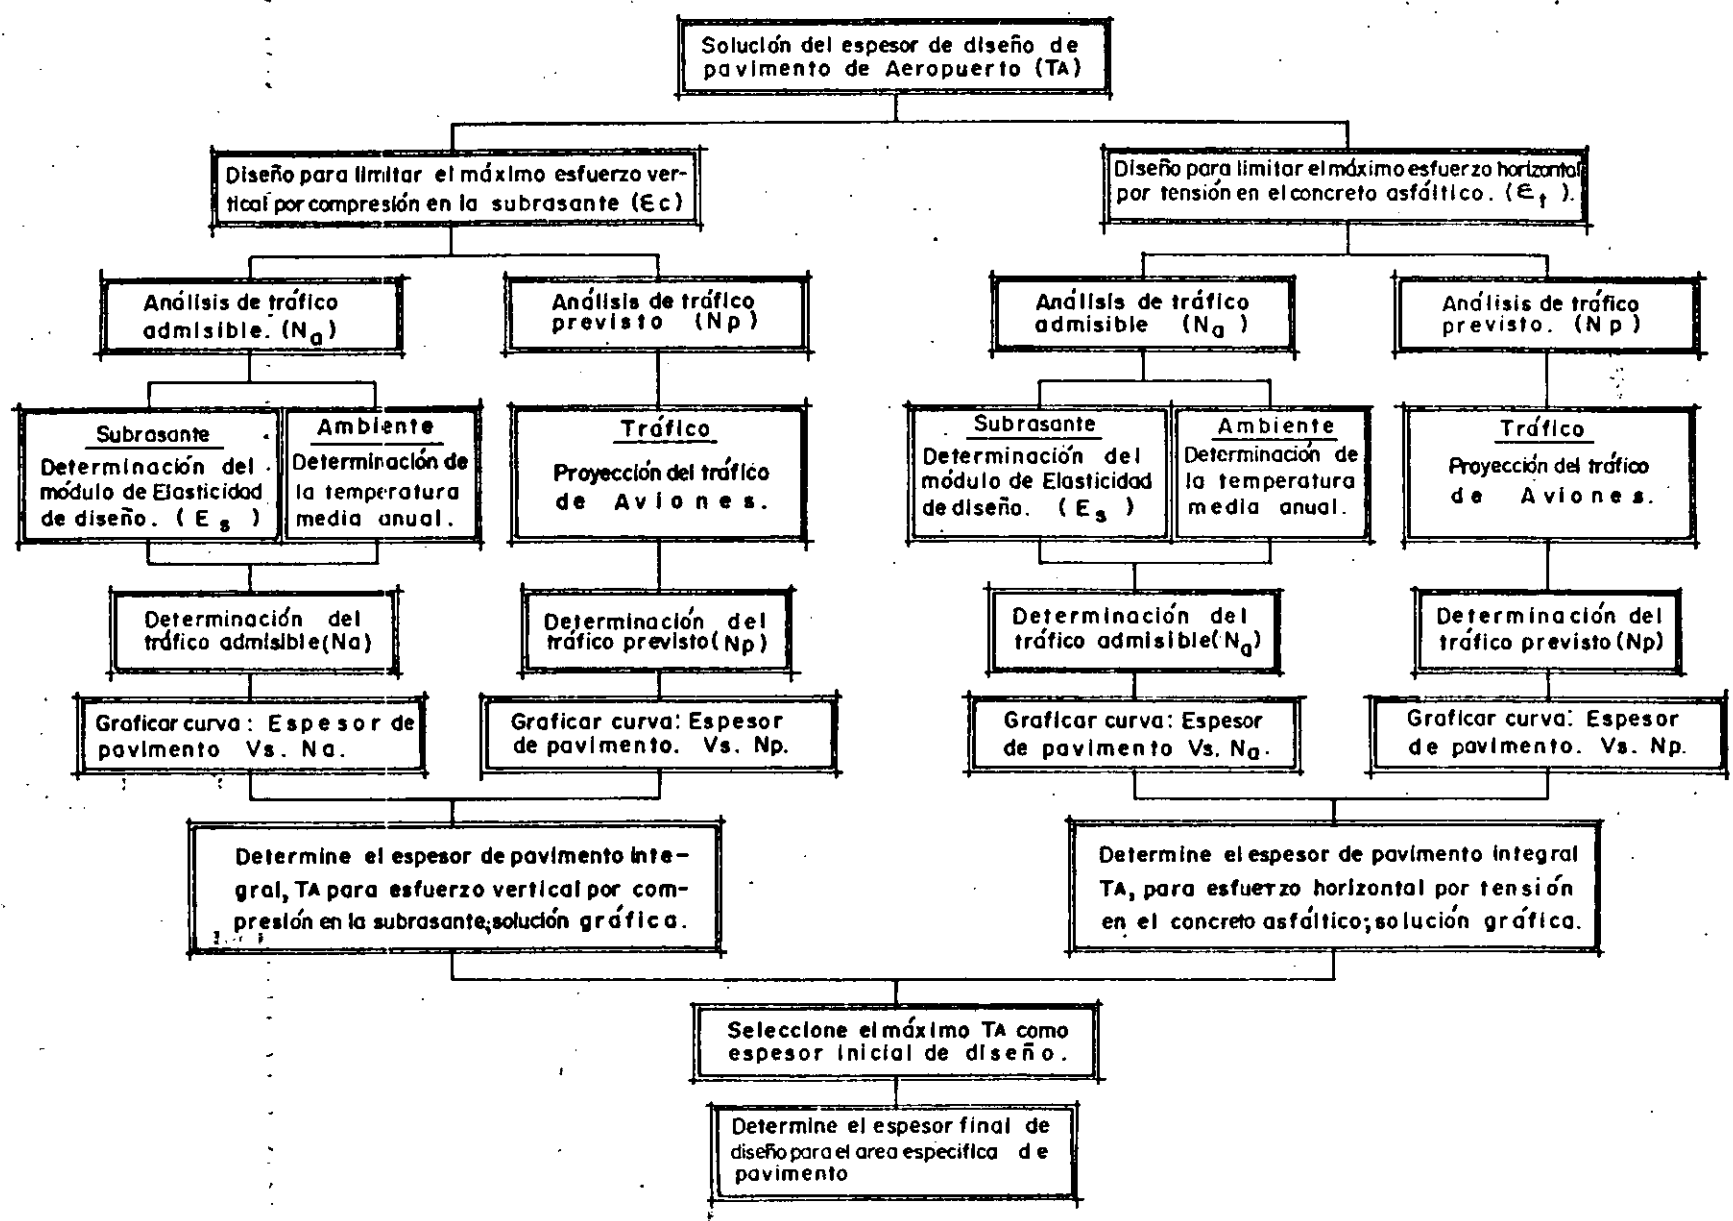 Solución del espesor de diseño de
pavimento de Aeropuerto (TA)
Diseño para limitar el máximo esfuerzo ver-
tical por compresión en la subrasante (Ɛc)
Diseño para limitar el máximo esfuerzo horizontal
por tensión en el concreto asfáltico. (Ɛt).
Análisis de tráfico
admisible. (Na)
Análisis de tráfico
previsto (Np)
Análisis de tráfico
admisible (Na)
Análisis de tráfico
previsto. (Np)
Subrasante
Determinación del
módulo de Elasticidad
de diseño. (Es)
Ambiente
Determinación de
la temperatura
media anual.
Tráfico
Proyección del tráfico
de Aviones.
Subrasante
Determinación del
módulo de Elasticidad
de diseño. (Es)
Ambiente
Determinación de
la temperatura
media anual.
Tráfico
Proyección del tráfico
de Aviones.
Determinación del
tráfico admisible (Na)
Determinación del
tráfico previsto (Np)
Determinación del
tráfico admisible (Na)
Determinación del
tráfico previsto (Np)
Graficar curva: Espesor de
pavimento Vs. Na.
Graficar curva: Espesor
de pavimento. Vs. Np.
Graficar curva: Espesor
de pavimento Vs. Na.
Graficar curva: Espesor
de pavimento. Vs. Np.
Determine el espesor de pavimento inte-
gral, TA para esfuerzo vertical por com-
presión en la subrasante; solución gráfica.
Determine el espesor de pavimento integral
TA, para esfuerzo horizontal por tensión
en el concreto asfáltico; solución gráfica.
Seleccione el máximo TA como
espesor inicial de diseño.
Determine el espesor final de
diseño para el area especifica de
pavimento